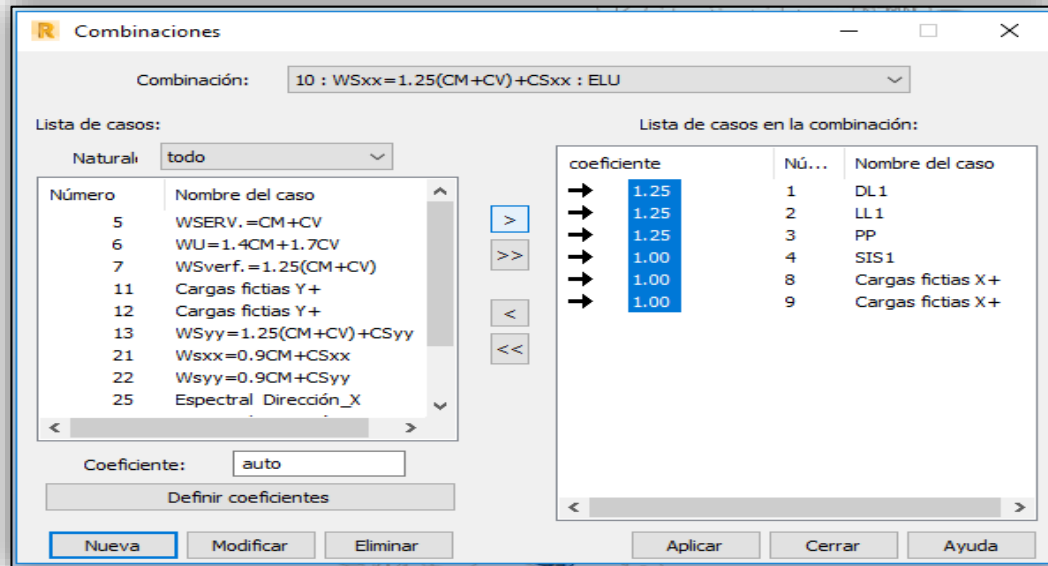 R Combinaciones
Combinación: 10 : WSxx=1.25(CM+CV)+CSxx : ELU
Lista de casos:
Naturale todo
Número Nombre del caso
5 WSERV.=CM+CV
6 WU=1.4CM+1.7CV
7 WSverf.=1.25(CM+CV)
11 Cargas fictias Y+
12 Cargas fictias Y+
13 WSyy=1.25(CM+CV)+CSyy
21 Wsxx=0.9CM+CSxx
22 Wsyy=0.9CM+CSyy
25 Espectral Dirección_X
Coeficiente: auto
Definir coeficientes
Nueva Modificar Eliminar
>
>>
<
<<
Lista de casos en la combinación:
coeficiente Nú... Nombre del caso
1.25 1 DL1
1.25 2 LL1
1.25 3 PP
1.00 4 SIS1
1.00 8 Cargas fictias X+
1.00 9 Cargas fictias X+
Aplicar Cerrar Ayuda